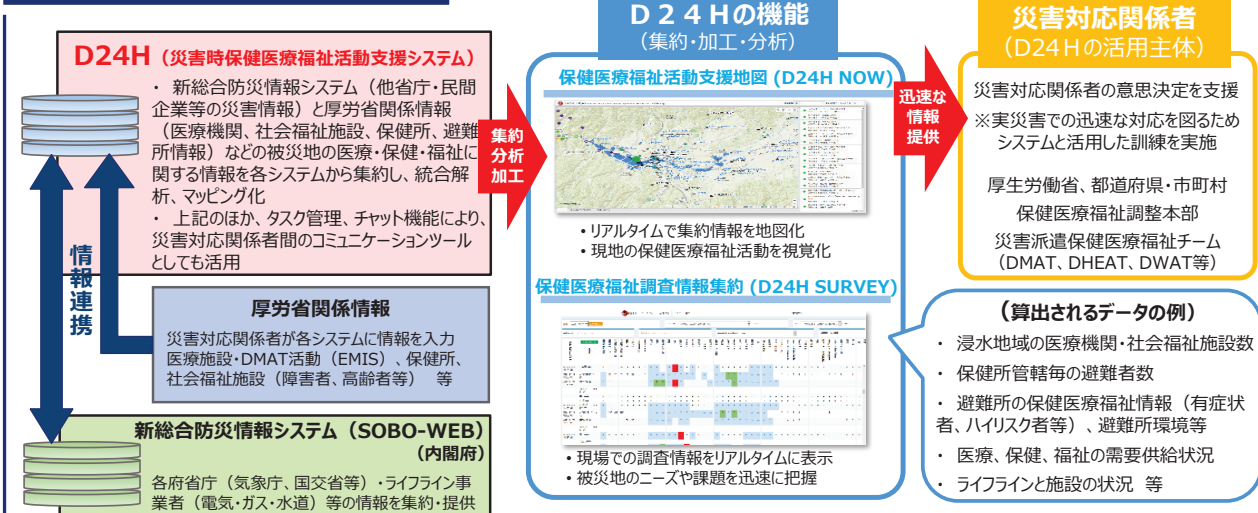 D24H（災害時保健医療福祉活動支援システム）
・ 新総合防災情報システム（他省庁・民間
企業等の災害情報）と厚労省関係情報
（医療機関、社会福祉施設、保健所、避難
所情報）などの被災地の医療・保健・福祉に
関する情報を各システムから集約し、統合解
析、マッピング化
・ 上記のほか、タスク管理、チャット機能により、
災害対応関係者間のコミュニケーションツール
としても活用
情報連携
厚労省関係情報
災害対応関係者が各システムに情報を入力
医療施設・DMAT活動（EMIS）、保健所、
社会福祉施設（障害者、高齢者等） 等
新総合防災情報システム（SOBO-WEB）
（内閣府）
各府省庁（気象庁、国交省等）・ライフライン事
業者（電気・ガス・水道）等の情報を集約・提供
集約
分析
加工
Ｄ２４Ｈの機能
（集約・加工・分析）
保健医療福祉活動支援地図 (D24H NOW)
・リアルタイムで集約情報を地図化
・現地の保健医療福祉活動を視覚化
保健医療福祉調査情報集約 (D24H SURVEY)
・現場での調査情報をリアルタイムに表示
・被災地のニーズや課題を迅速に把握
迅速な
情報
提供
災害対応関係者
（D24Hの活用主体）
災害対応関係者の意思決定を支援
※実災害での迅速な対応を図るため
システムと活用した訓練を実施
厚生労働省、都道府県・市町村
保健医療福祉調整本部
災害派遣保健医療福祉チーム
（DMAT、DHEAT、DWAT等）
（算出されるデータの例）
・ 浸水地域の医療機関・社会福祉施設数
・ 保健所管轄毎の避難者数
・ 避難所の保健医療福祉情報（有症状
者、ハイリスク者等）、避難所環境等
・ 医療、保健、福祉の需要供給状況
・ ライフラインと施設の状況 等